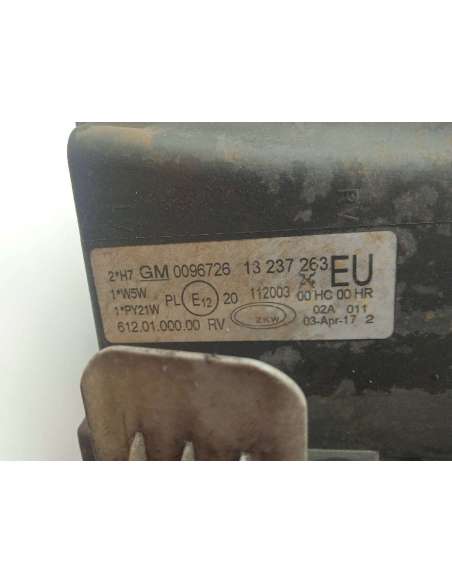 2*H7 GM 0096726 13 237 263 EU
1*W5W PL E12 20 112003 00 HC 00 HR
1*PY21W ZKW 02A 011
612.01.000.00 RV 03-Apr-17 2